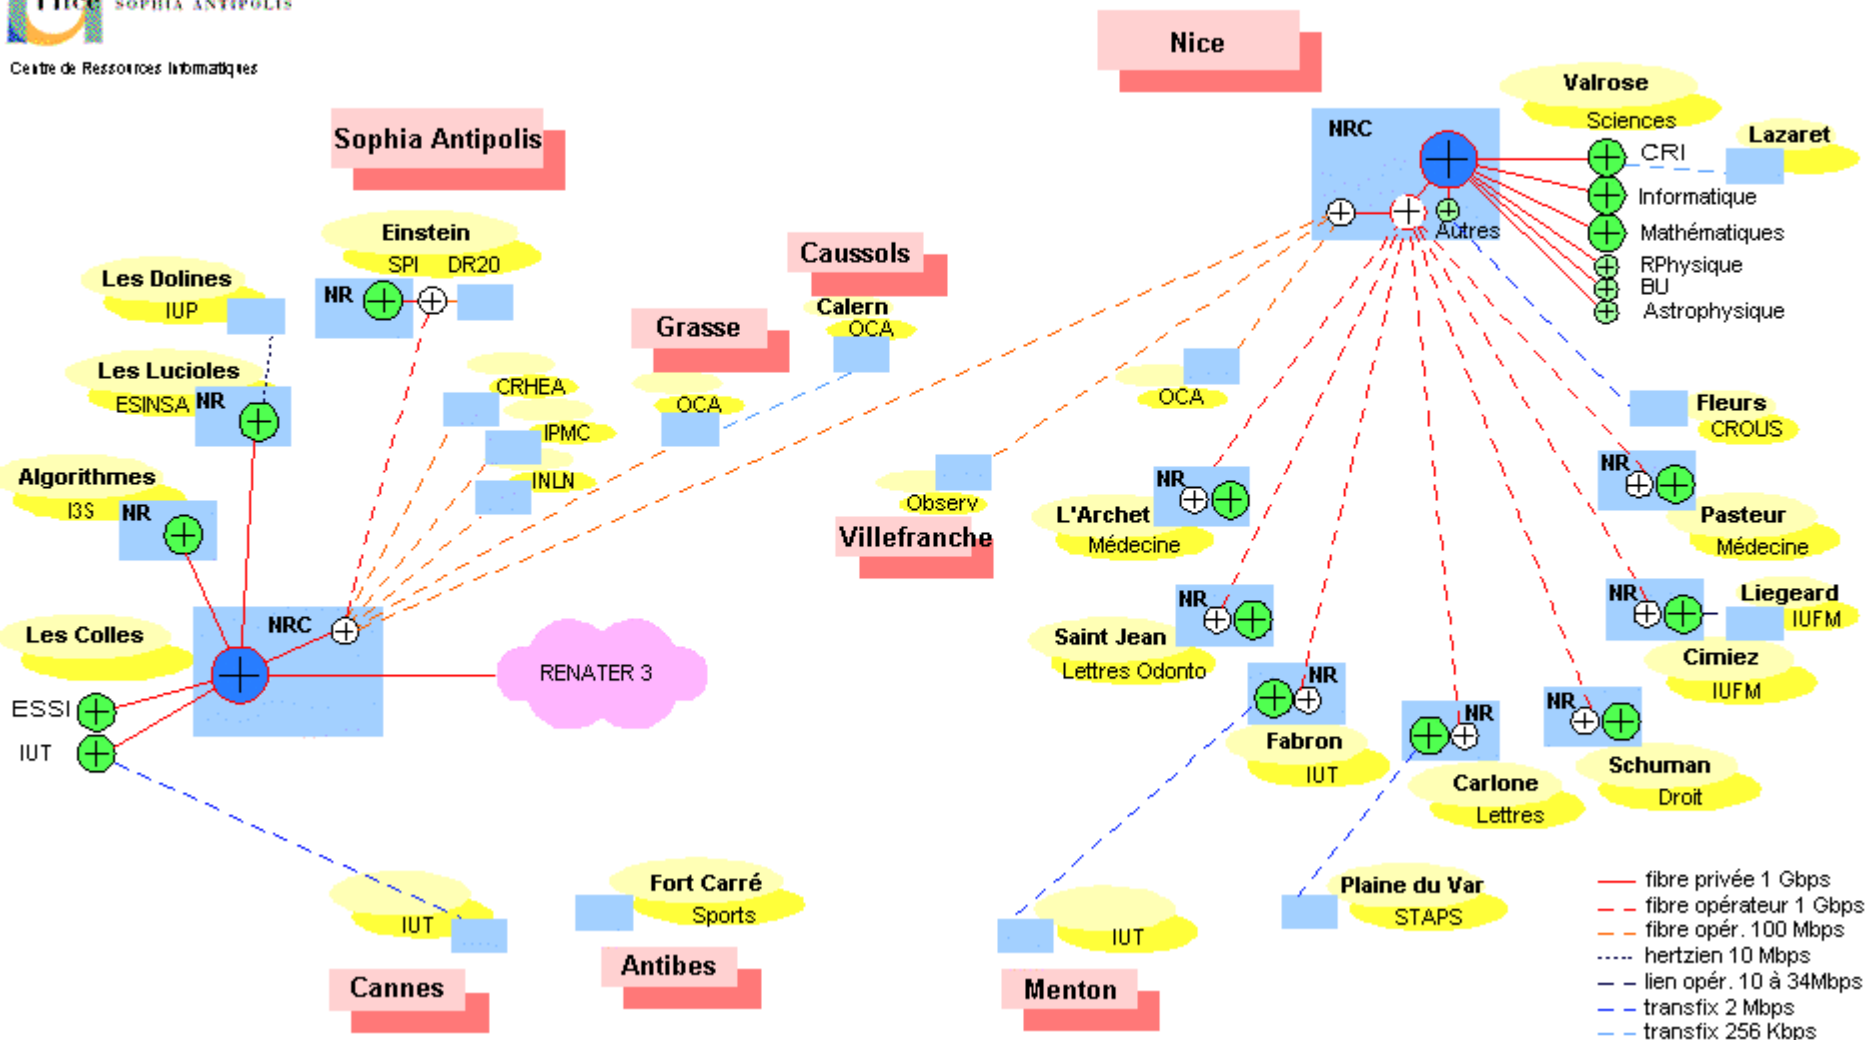 SOPHIA ANTIPOLIS
Centre de Ressources Informatiques
Nice
Valrose
Sciences
NRC
CRI
Lazaret
Informatique
Mathématiques
RPhysique
BU
Astrophysique
Autres
Sophia Antipolis
Einstein
SPI DR20
NR
Les Dolines
IUP
Les Lucioles
ESINSA
NR
Algorithmes
I3S
NR
Les Colles
NRC
ESSI
IUT
RENATER 3
CRHEA
IPMC
INLN
Grasse
OCA
Caussols
Calern
OCA
OCA
Observ
Villefranche
Fleurs
CROUS
NR
Pasteur
Médecine
NR
L'Archet
Médecine
NR
Saint Jean
Lettres Odonto
NR
Liegeard
IUFM
Cimiez
IUFM
NR
Fabron
IUT
NR
Carlone
Lettres
NR
Schuman
Droit
IUT
Cannes
Fort Carré
Sports
Antibes
IUT
Menton
Plaine du Var
STAPS
fibre privée 1 Gbps
fibre opérateur 1 Gbps
fibre opér. 100 Mbps
hertzien 10 Mbps
lien opér. 10 à 34Mbps
transfix 2 Mbps
transfix 256 Kbps